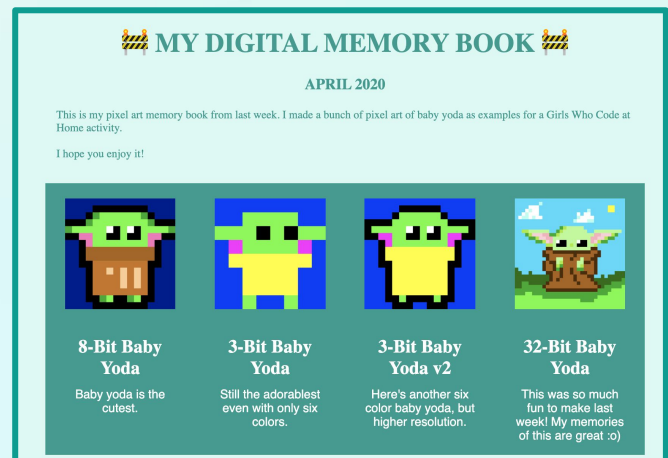 🚧 MY DIGITAL MEMORY BOOK 🚧
APRIL 2020
This is my pixel art memory book from last week. I made a bunch of pixel art of baby yoda as examples for a Girls Who Code at
Home activity.
I hope you enjoy it!
8-Bit Baby
Yoda
Baby yoda is the
cutest.
3-Bit Baby
Yoda
Still the adorablest
even with only six
colors.
3-Bit Baby
Yoda v2
Here's another six
color baby yoda, but
higher resolution.
32-Bit Baby
Yoda
This was so much
fun to make last
week! My memories
of this are great :o)